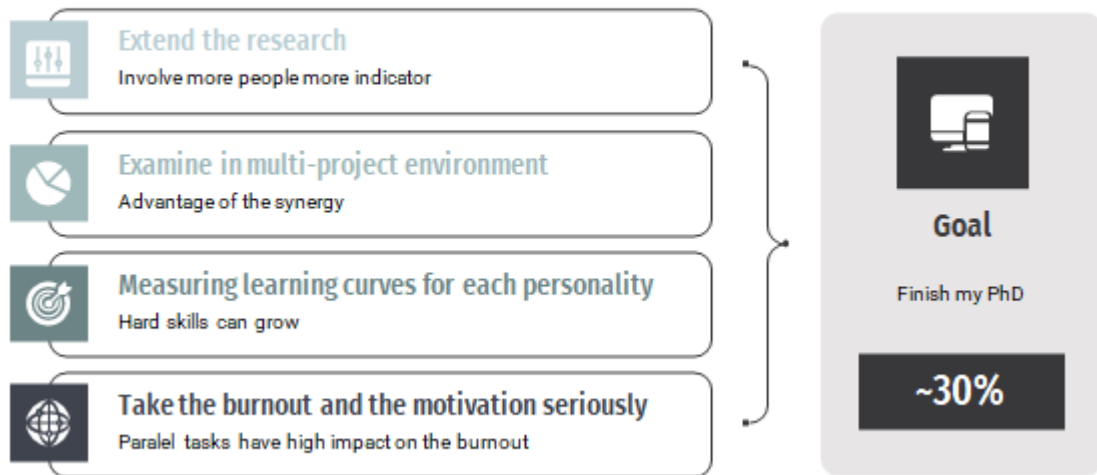 Extend the research
Involve more people more indicator
Examine in multi-project environment
Advantage of the synergy
Measuring learning curves for each personality
Hard skills can grow
Take the burnout and the motivation seriously
Paralel tasks have high impact on the burnout
Goal
Finish my PhD
~30%